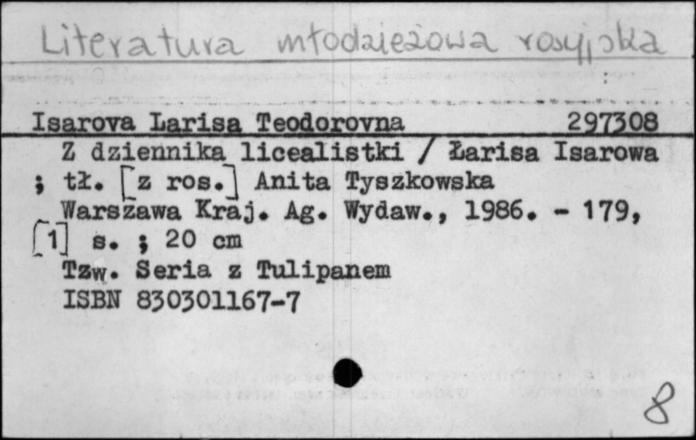 Literatura młodzieżowa rosyjska
Isarova Larisa Teodorovna 297308
Z dziennika licealistki / Łarisa Isarowa
; tł. [z ros.] Anita Tyszkowska
Warszawa Kraj. Ag. Wydaw., 1986. - 179,
[1] s. ; 20 cm
Tzw. Seria z Tulipanem
ISBN 830301167-7
8